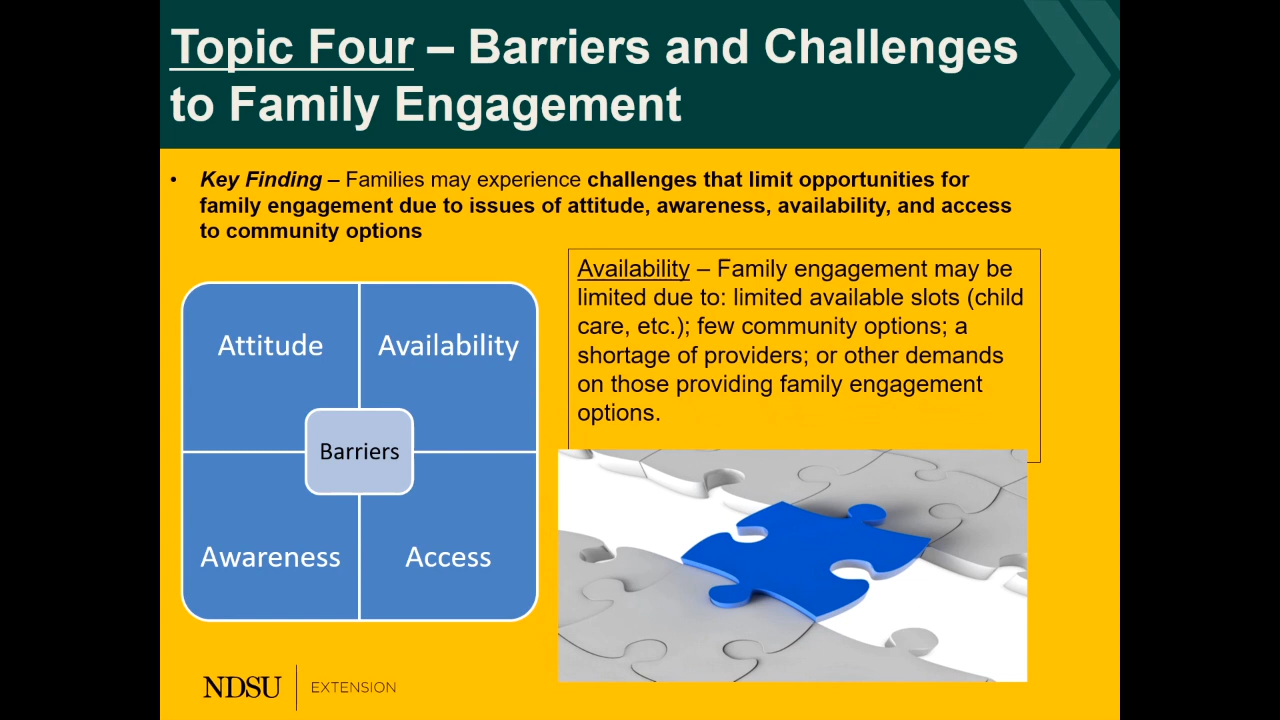 Topic Four – Barriers and Challenges
to Family Engagement
• Key Finding – Families may experience challenges that limit opportunities for
family engagement due to issues of attitude, awareness, availability, and access
to community options
Availability – Family engagement may be
limited due to: limited available slots (child
care, etc.); few community options; a
shortage of providers; or other demands
on those providing family engagement
options.
Attitude
Availability
Barriers
Awareness
Access
NDSU EXTENSION